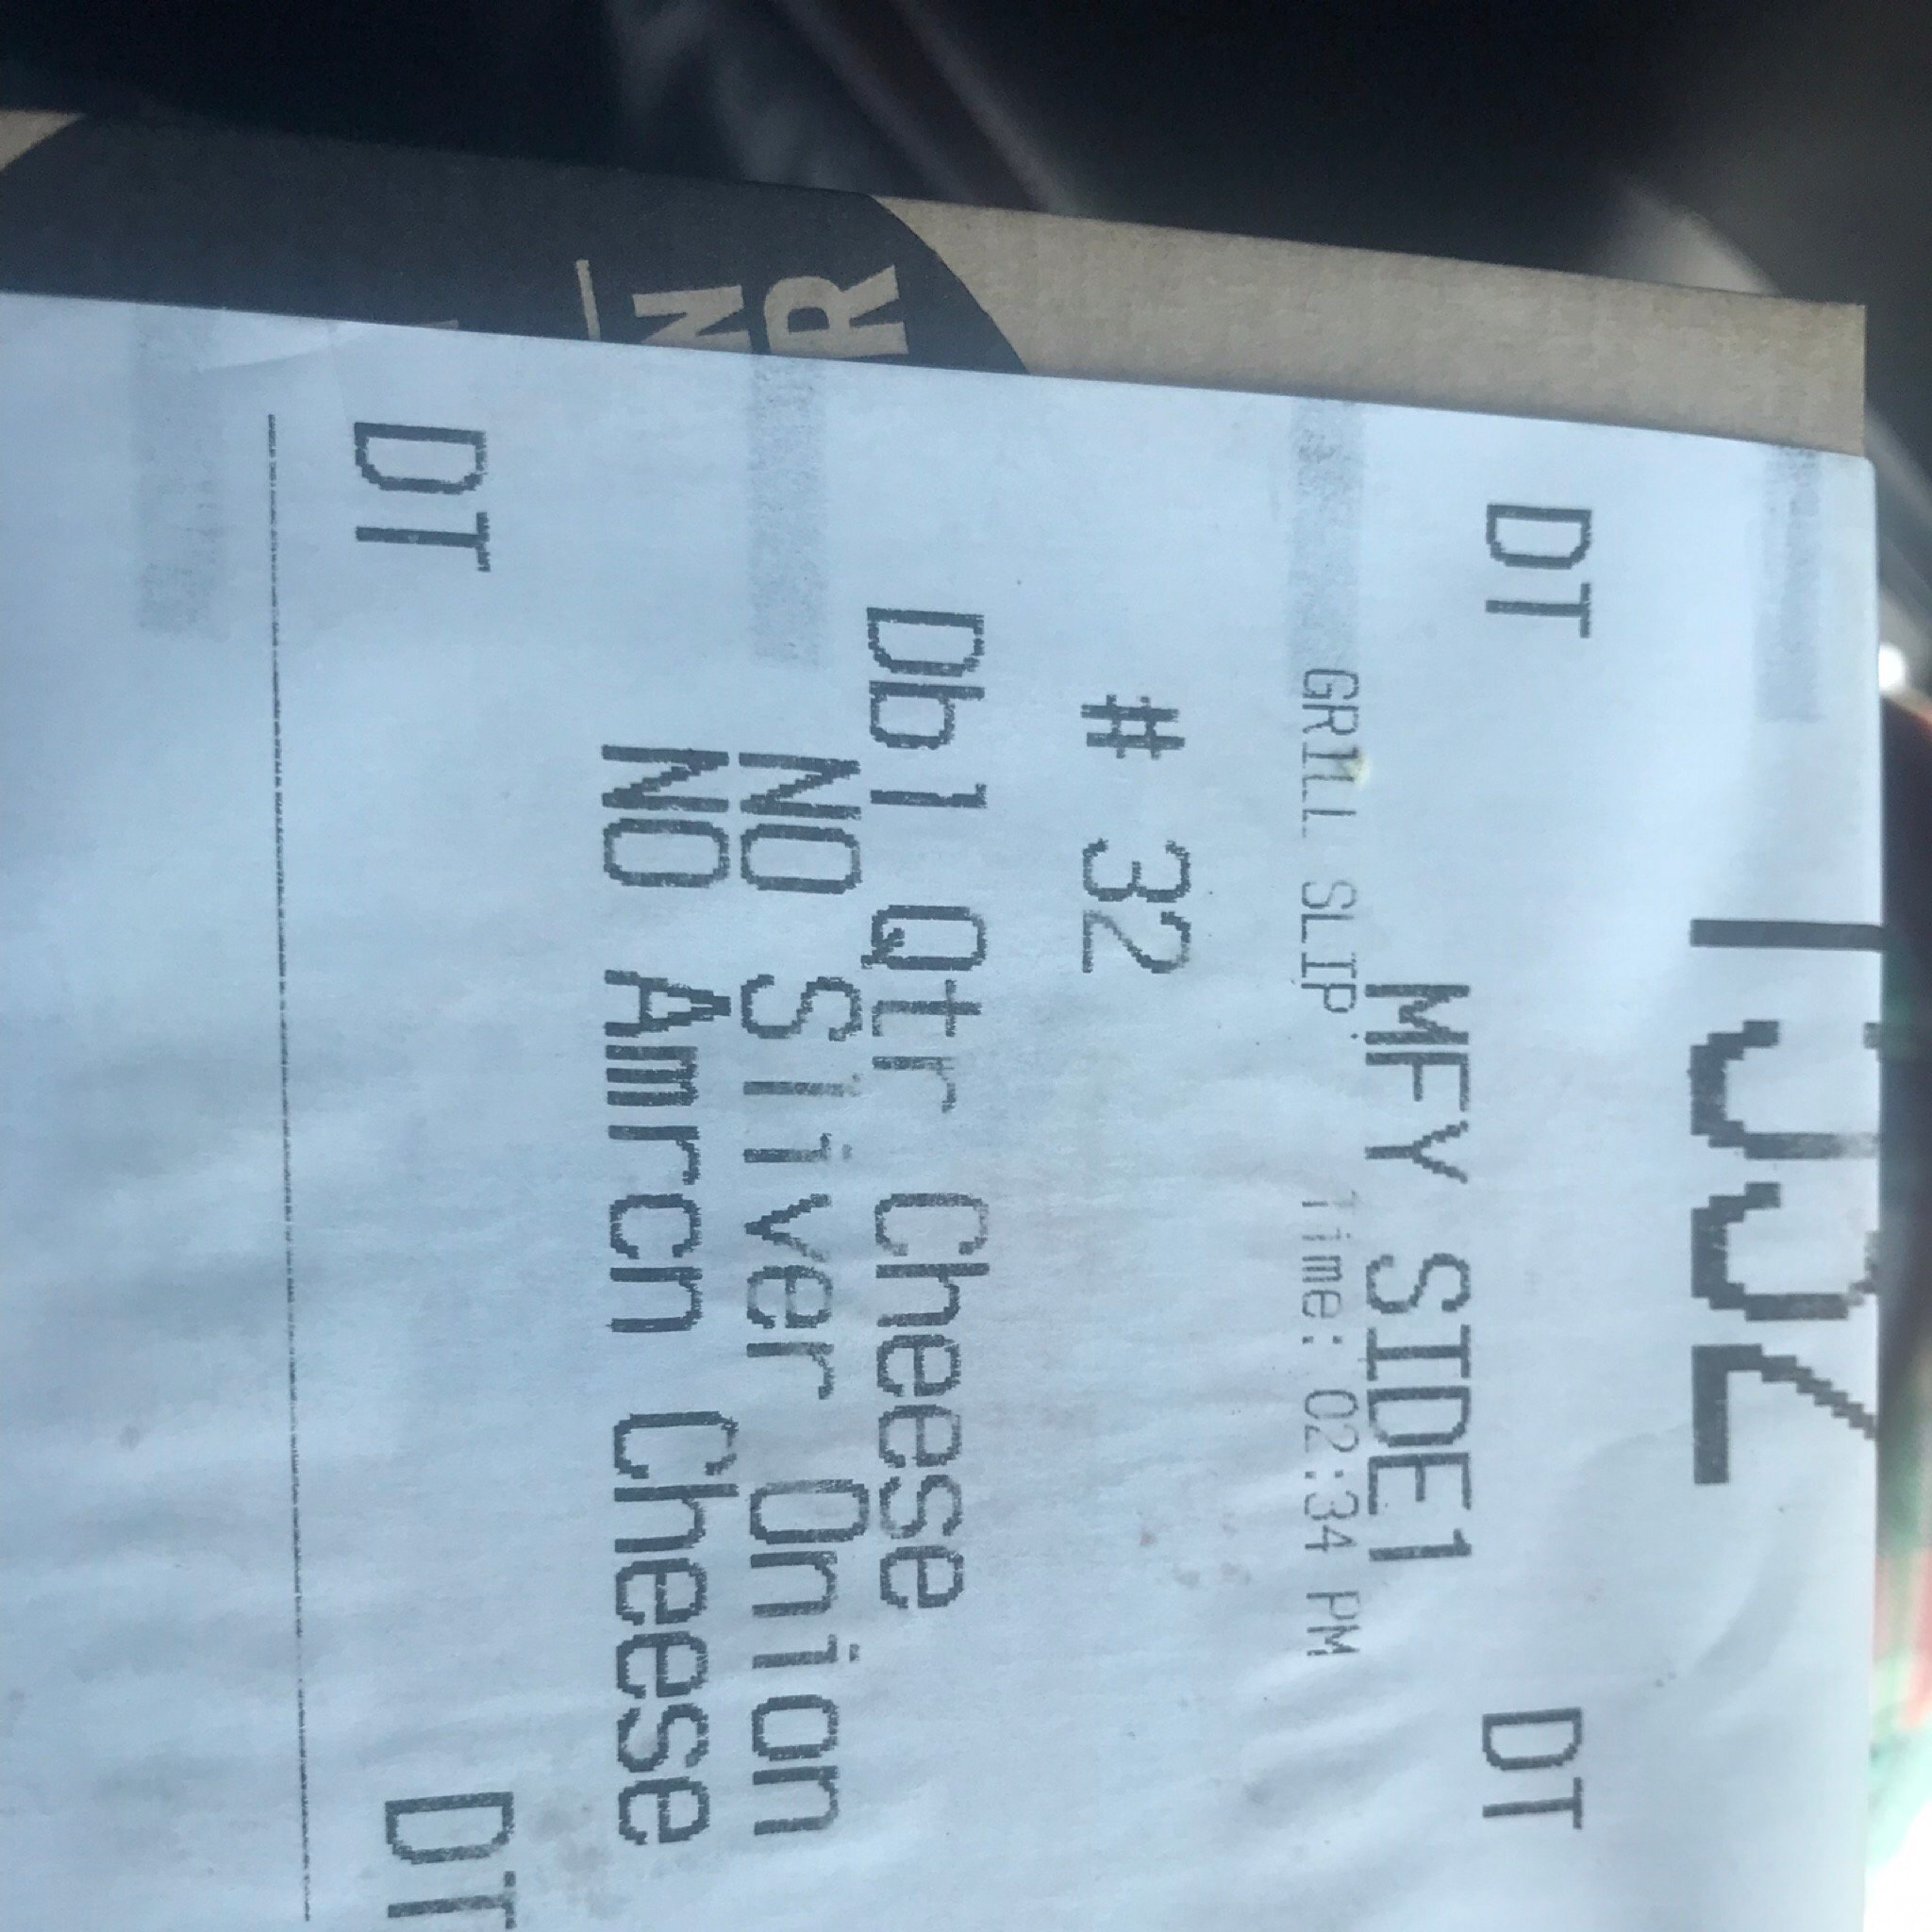 DT DT
MFY SIDE1
GRILL SLIP Time: 02:34 PM
# 32
Dbl Qtr Cheese
NO Sliver Onion
NO Amrcn Cheese
DT DT